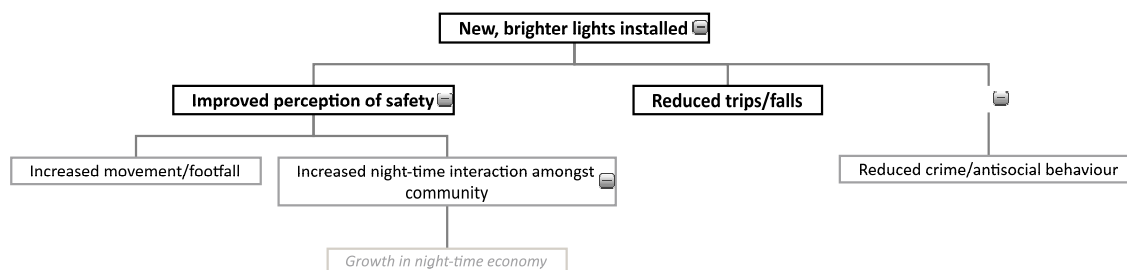 New, brighter lights installed
Improved perception of safety
Reduced trips/falls
Increased movement/footfall
Increased night-time interaction amongst
community
Reduced crime/antisocial behaviour
Growth in night-time economy